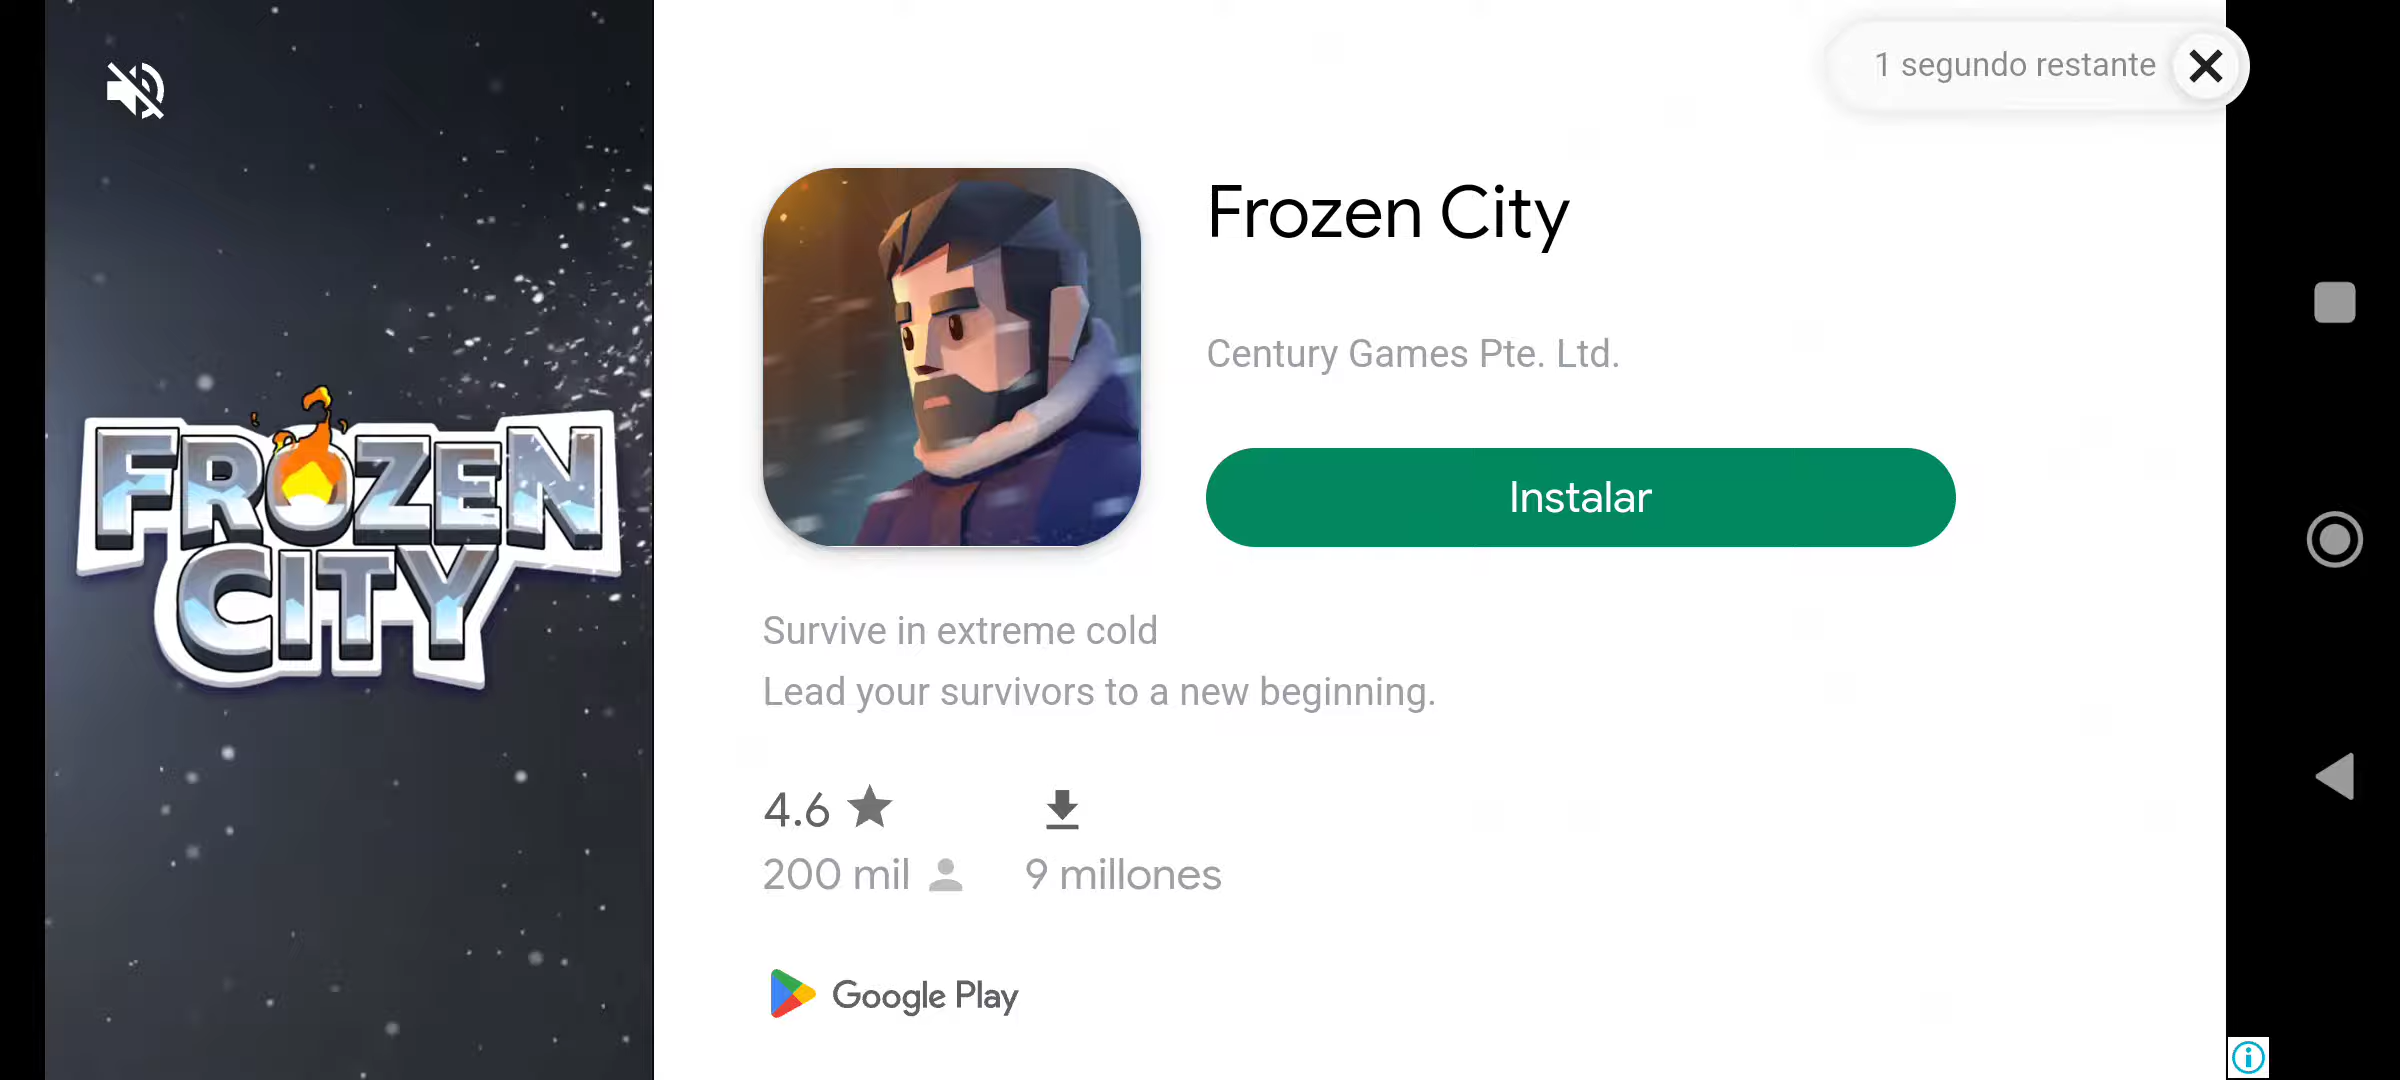 1 segundo restante
FROZEN
CITY
Frozen City
Century Games Pte. Ltd.
Instalar
Survive in extreme cold
Lead your survivors to a new beginning.
4.6
200 mil
9 millones
Google Play